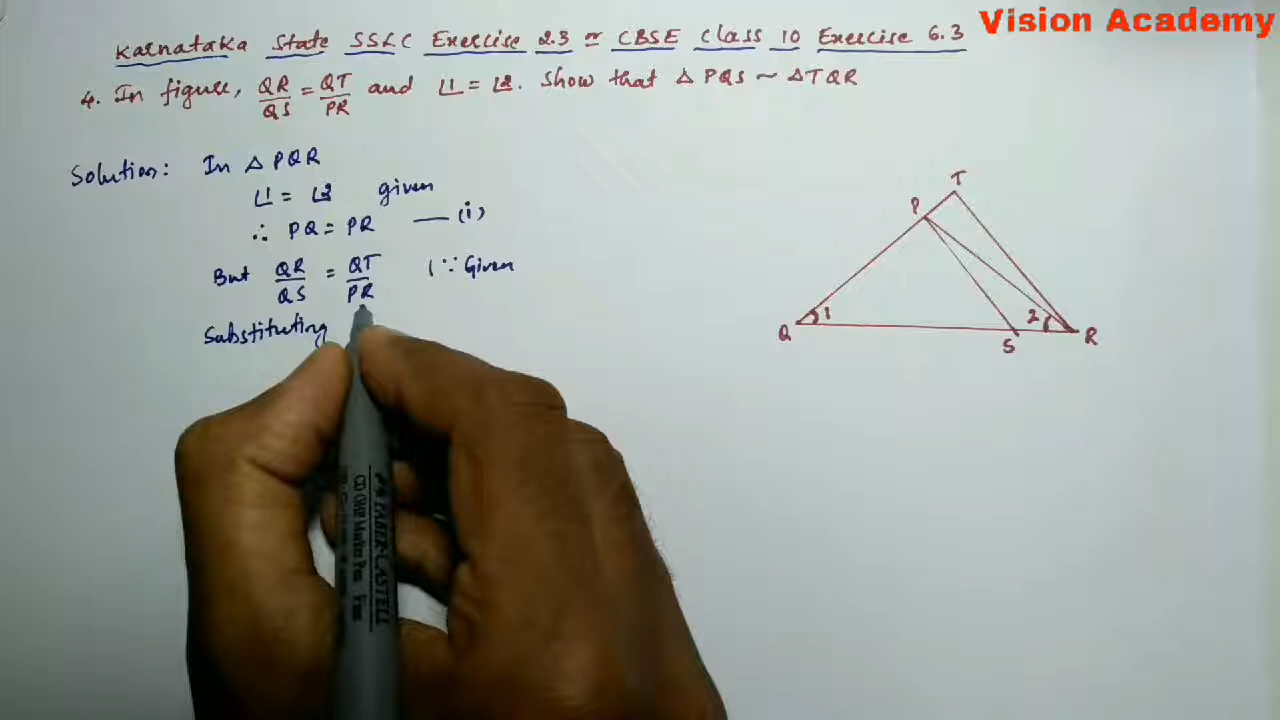 Vision Academy
Karnataka State SSLC Exercise 2.3 ≃ CBSE Class 10 Exercise 6.3
4. In figure, QR/QS = QT/PR and ∠1 = ∠2. Show that △ PQS ~ △TQR
Solution: In △ PQR
∠1 = ∠2 given
∴ PQ = PR — (i)
But QR/QS = QT/PR (∵ Given
Substituting
T
P
Q 1 2 S R
FABER-CASTELL